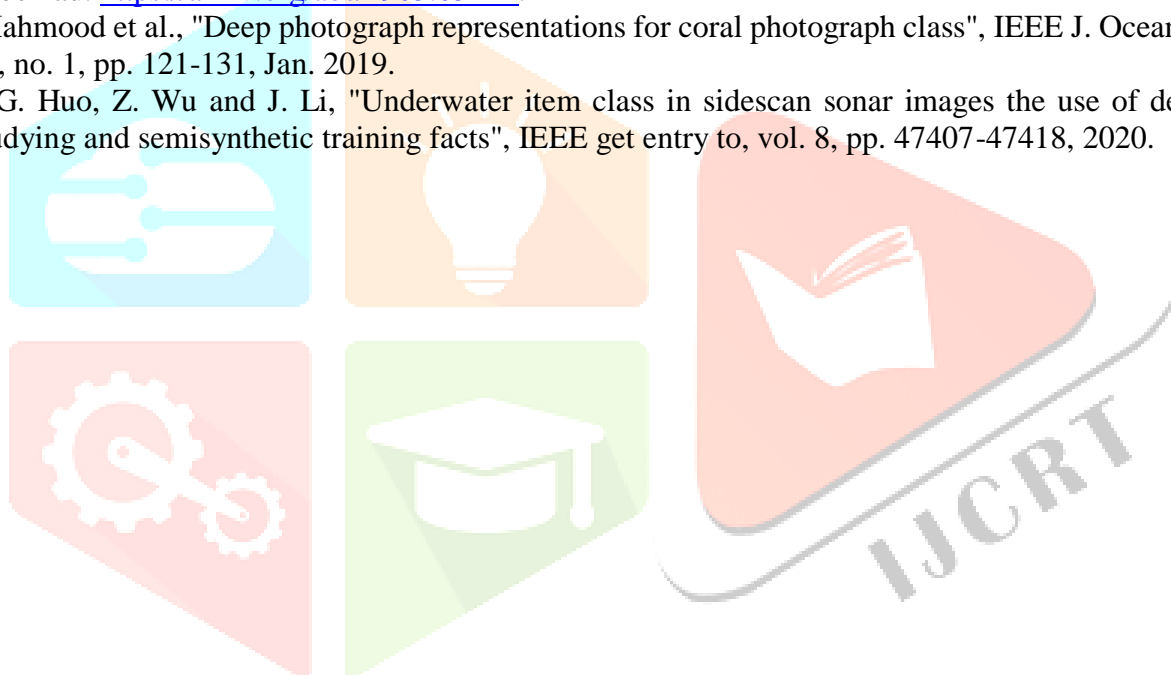 ahmood et al., "Deep photograph representations for coral photograph class", IEEE J. Ocean
, no. 1, pp. 121-131, Jan. 2019.
G. Huo, Z. Wu and J. Li, "Underwater item class in sidescan sonar images the use of de
dying and semisynthetic training facts", IEEE get entry to, vol. 8, pp. 47407-47418, 2020.
IJCRT